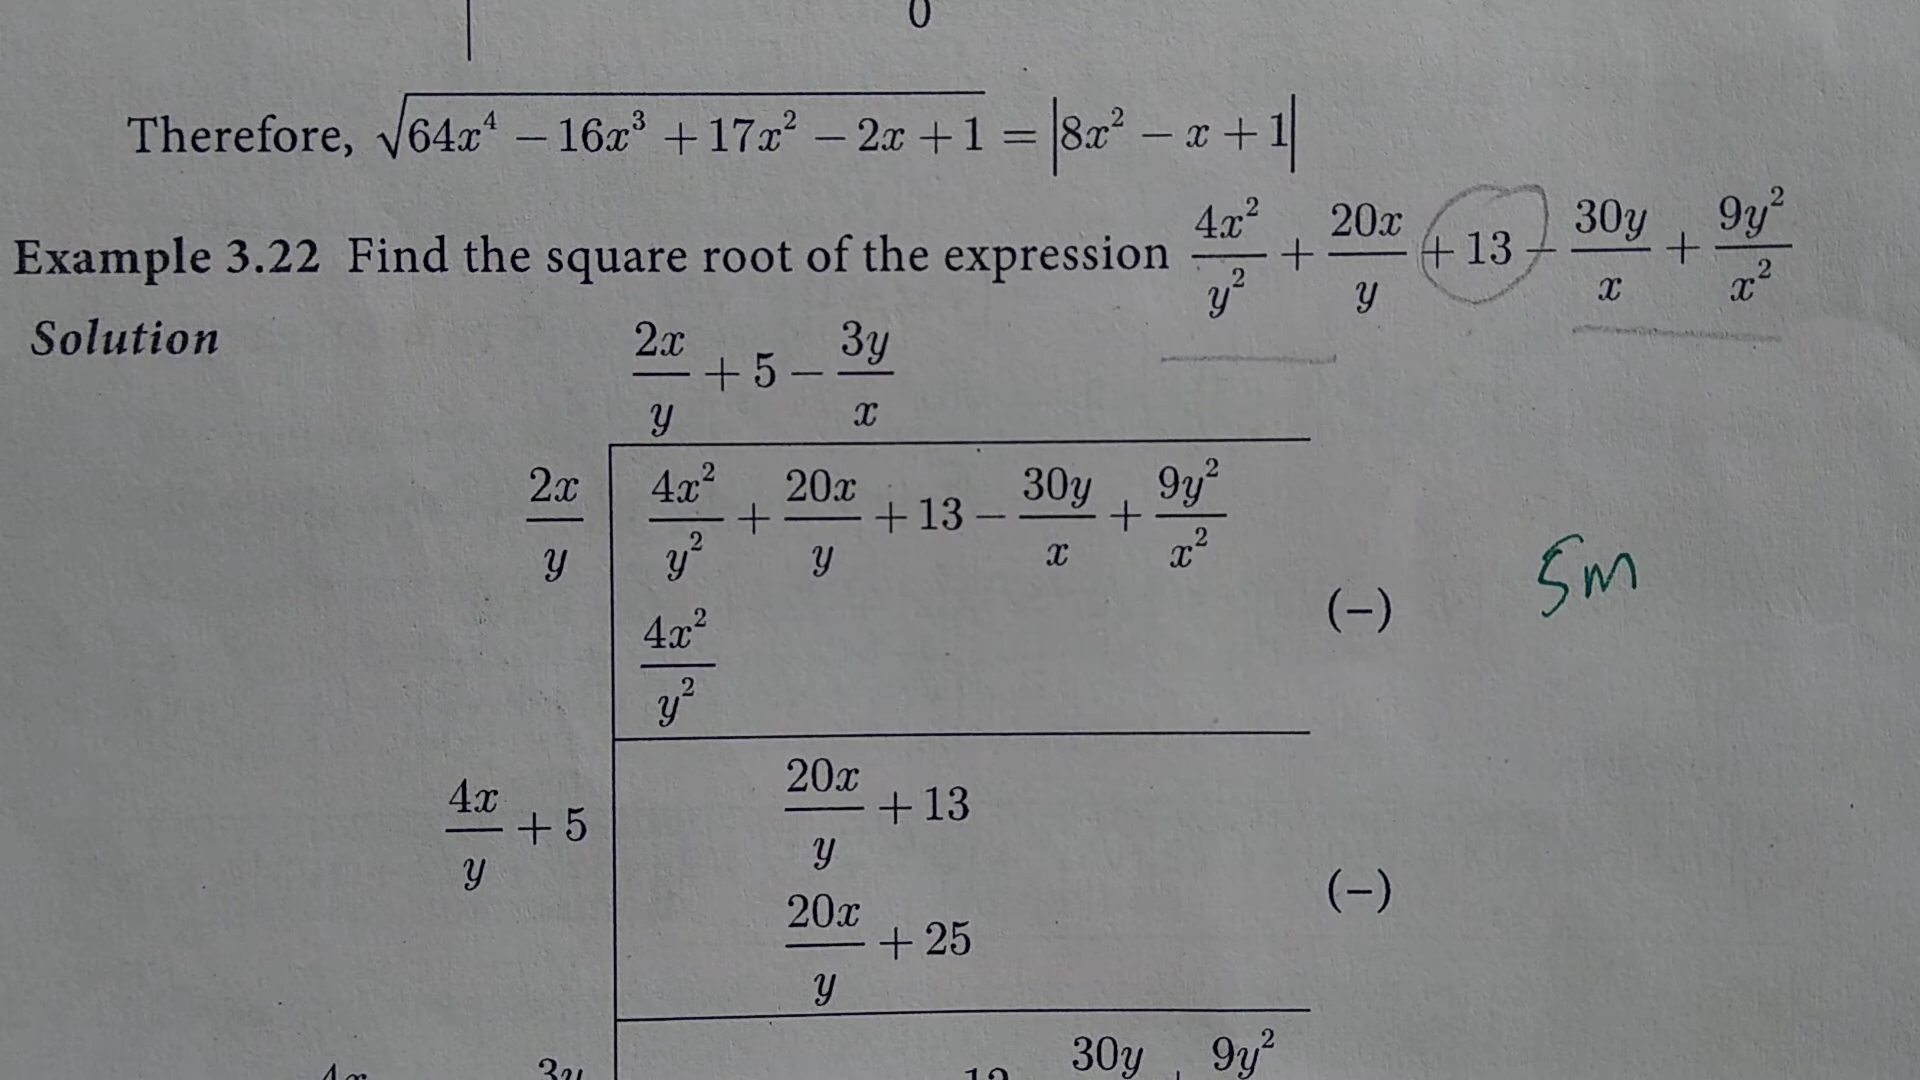 0
Therefore, √(64x⁴ − 16x³ + 17x² − 2x + 1) = |8x² − x + 1|
Example 3.22 Find the square root of the expression 4x²/y² + 20x/y + 13 − 30y/x + 9y²/x²
Solution
2x/y + 5 − 3y/x
2x/y 4x²/y² + 20x/y + 13 − 30y/x + 9y²/x²
5m
4x²/y² (−)
4x/y + 5 20x/y + 13
20x/y + 25 (−)
30y 9y²